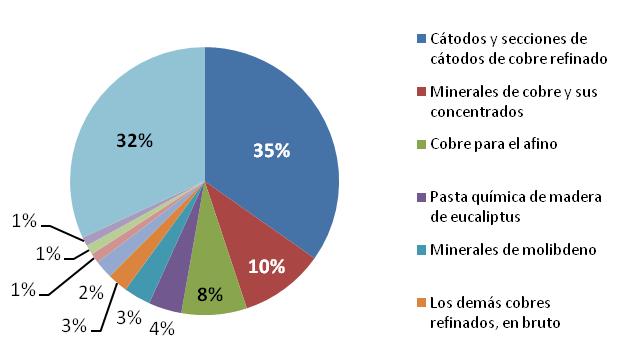 Cátodos y secciones de
cátodos de cobre refinado
Minerales de cobre y sus
concentrados
Cobre para el afino
Pasta química de madera
de eucaliptus
Minerales de molibdeno
Los demás cobres
refinados, en bruto
35%
10%
8%
4%
3%
3%
2%
1%
1%
1%
32%